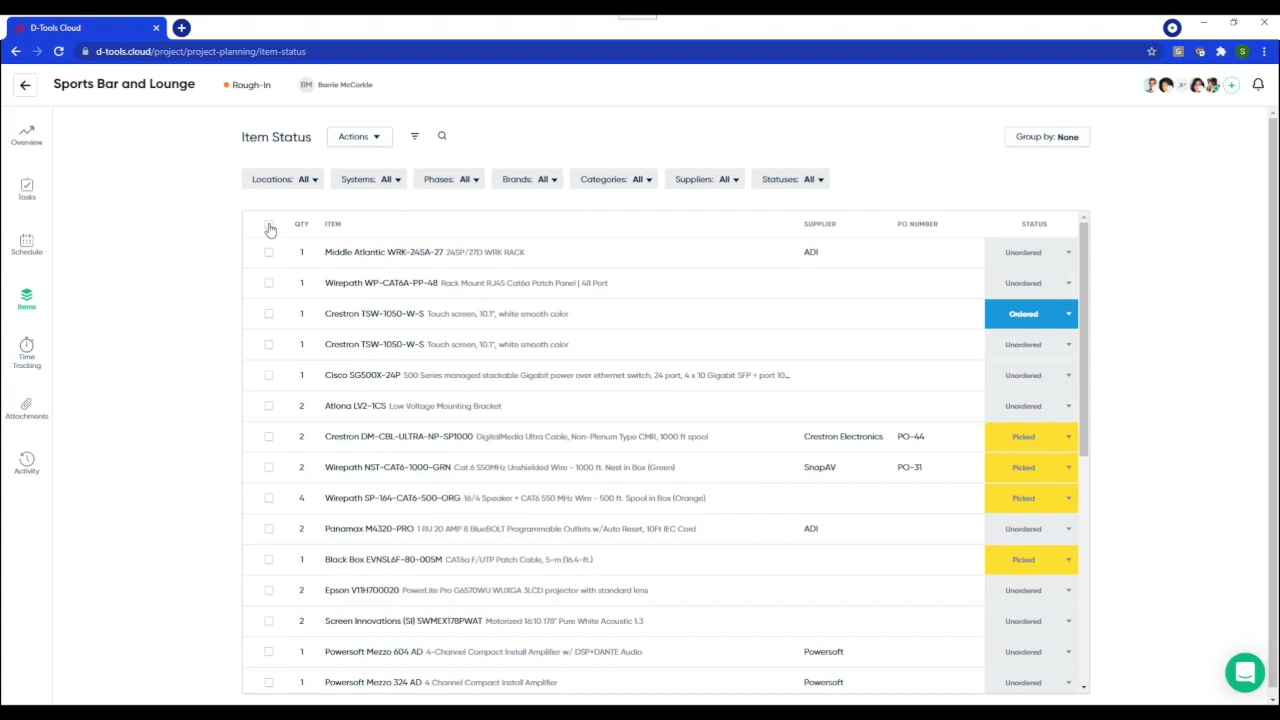 D-Tools Cloud
d-tools.cloud/project/project-planning/item-status
Sports Bar and Lounge
Rough-In
BM Barrie McCorkle
Overview
Tasks
Schedule
Items
Time
Tracking
Attachments
Activity
Item Status
Actions
Group by: None
Locations: All
Systems: All
Phases: All
Brands: All
Categories: All
Suppliers: All
Statuses: All
QTY ITEM SUPPLIER PO NUMBER STATUS
1 Middle Atlantic WRK-24SA-27 24SP/27D WRK RACK ADI Unordered
1 Wirepath WP-CAT6A-PP-48 Rack Mount RJ45 Cat6a Patch Panel | 48 Port Unordered
1 Crestron TSW-1050-W-S Touch screen, 10.1", white smooth color Ordered
1 Crestron TSW-1050-W-S Touch screen, 10.1", white smooth color Unordered
1 Cisco SG500X-24P 500 Series managed stackable Gigabit power over ethernet switch, 24 port, 4 x 10 Gigabit SFP + port 10... Unordered
2 Atlona LV2-1CS Low Voltage Mounting Bracket Unordered
2 Crestron DM-CBL-ULTRA-NP-SP1000 DigitalMedia Ultra Cable, Non-Plenum Type CMR, 1000 ft spool Crestron Electronics PO-44 Picked
2 Wirepath NST-CAT6-1000-GRN Cat 6 550MHz Unshielded Wire - 1000 ft. Nest in Box (Green) SnapAV PO-31 Picked
4 Wirepath SP-164-CAT6-500-ORG 16/4 Speaker + CAT6 550 MHz Wire - 500 ft. Spool in Box (Orange) Picked
2 Panamax M4320-PRO 1 RU 20 AMP 8 BlueBOLT Programmable Outlets w/Auto Reset, 10Ft IEC Cord ADI Unordered
1 Black Box EVNSL6F-80-005M CAT6a F/UTP Patch Cable, 5-m (16.4-ft.) Picked
2 Epson V11H700020 PowerLite Pro G6570WU WUXGA 3LCD projector with standard lens Unordered
2 Screen Innovations (SI) SWMEX178PWAT Motorized 16:10 178" Pure White Acoustic 1.3 Unordered
1 Powersoft Mezzo 604 AD 4-Channel Compact Install Amplifier w/ DSP+DANTE Audio Powersoft Unordered
1 Powersoft Mezzo 324 AD 4 Channel Compact Install Amplifier Powersoft Unordered